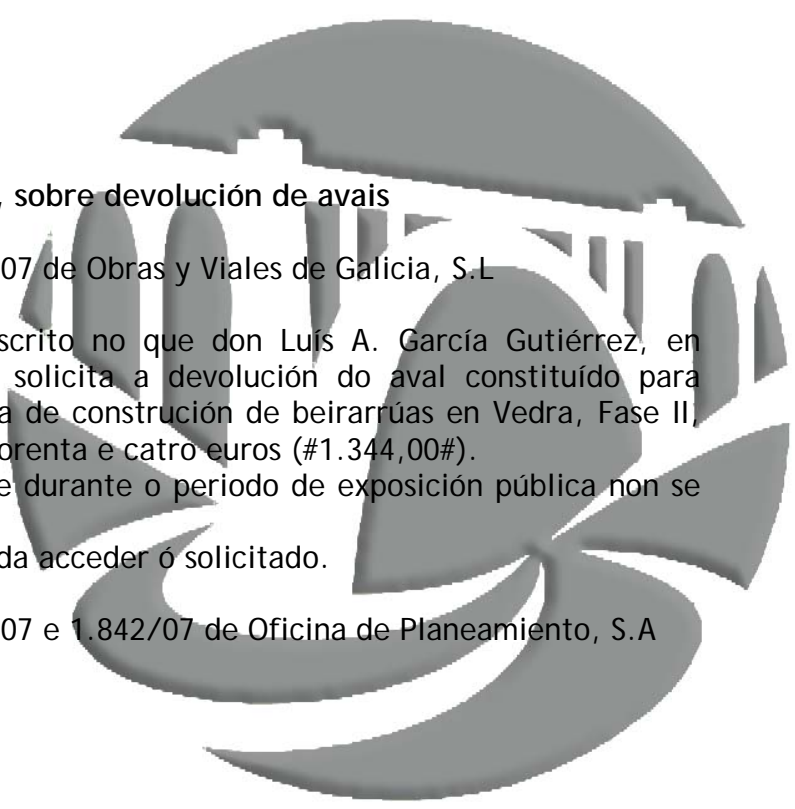 , sobre devolución de avais
07 de Obras y Viales de Galicia, S.L
scrito no que don Luís A. García Gutiérrez, en
solicita a devolución do aval constituído para
a de construción de beirarrúas en Vedra, Fase II,
orenta e catro euros (#1.344,00#).
e durante o periodo de exposición pública non se
da acceder ó solicitado.
07 e 1.842/07 de Oficina de Planeamiento, S.A